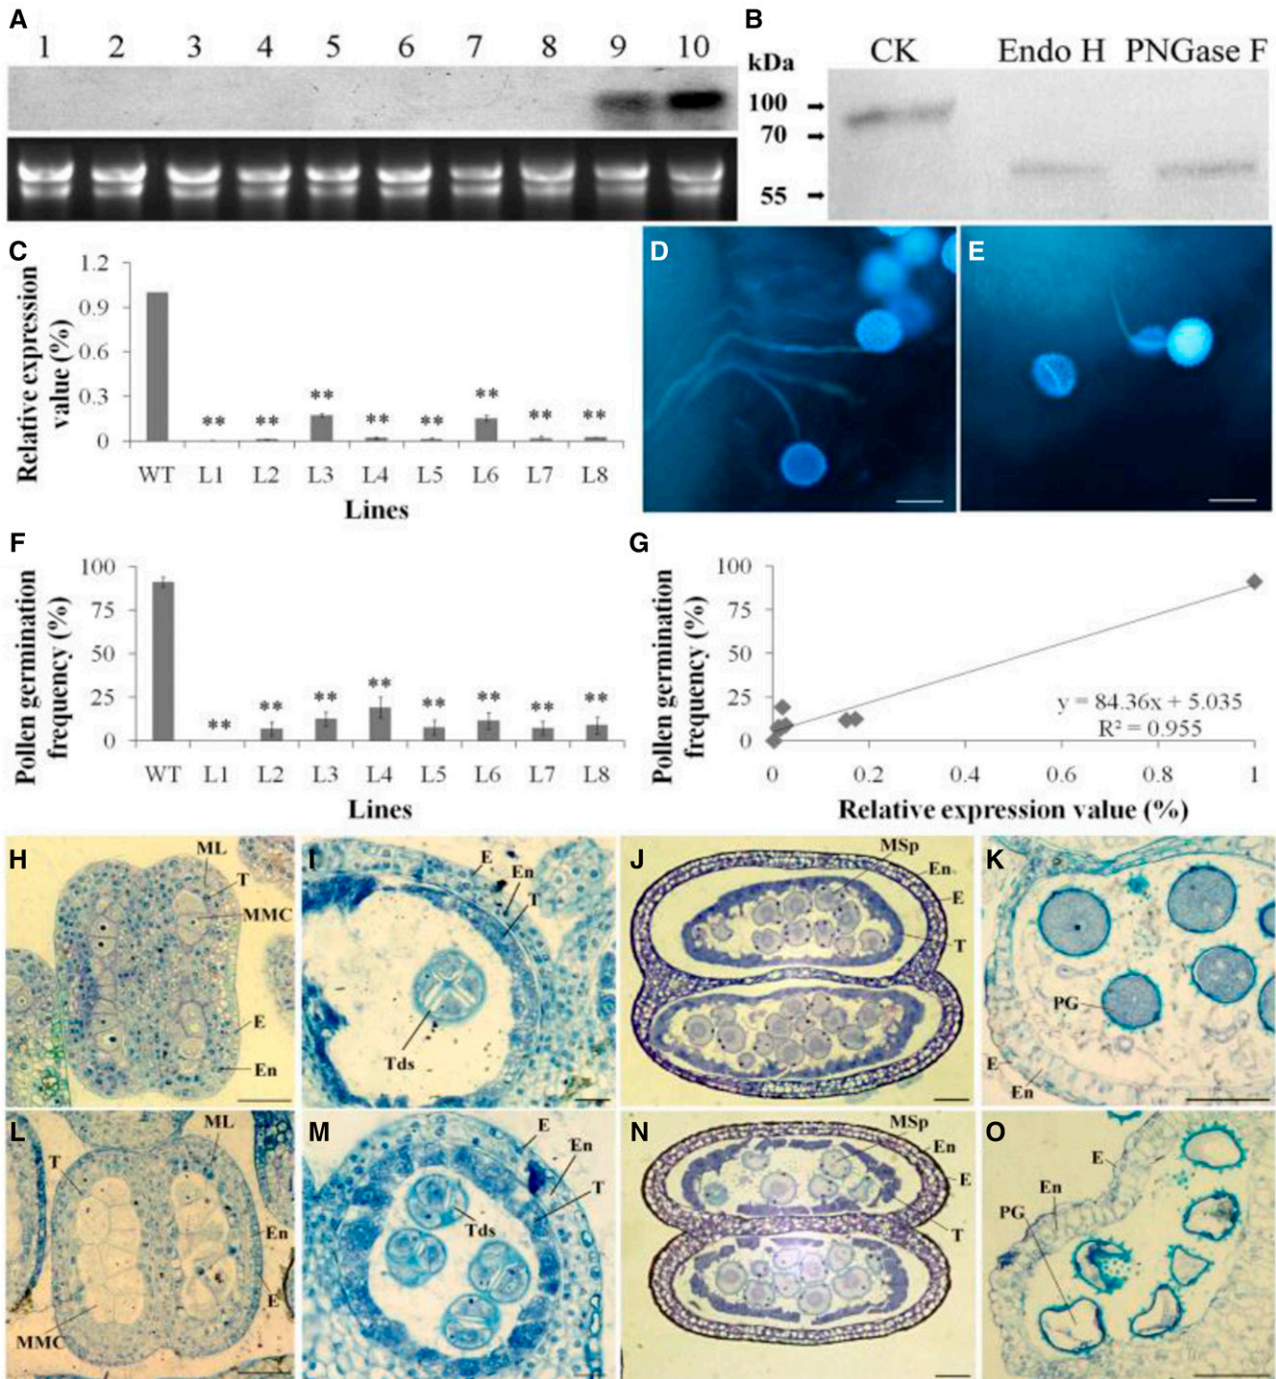 A
1 2 3 4 5 6 7 8 9 10
B
kDa
CK Endo H PNGase F
100
70
55
C
Relative expression value (%)
1.2
0.9
0.6
0.3
0
** ** ** ** ** ** ** **
WT L1 L2 L3 L4 L5 L6 L7 L8
Lines
D
E
F
Pollen germination frequency (%)
100
75
50
25
0
** ** ** ** ** ** ** **
WT L1 L2 L3 L4 L5 L6 L7 L8
Lines
G
Pollen germination frequency (%)
100
75
50
25
0
y = 84.36x + 5.035
R² = 0.955
0 0.2 0.4 0.6 0.8 1
Relative expression value (%)
H
ML
T
MMC
E
En
I
E
En
T
Tds
J
MSp
En
E
T
K
PG
E
En
L
ML
T
En
E
MMC
M
E
En
T
Tds
N
MSp
En
E
T
O
E
En
PG